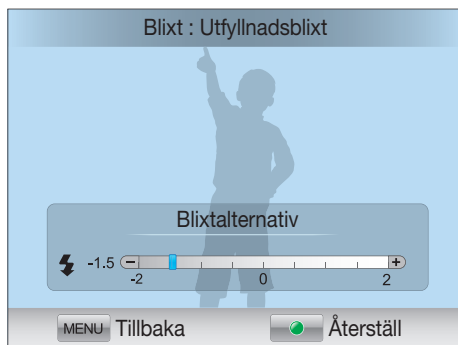 Blixt : Utfyllnadsblixt
Blixtalternativ
-1.5
-2 0 2
MENU Tillbaka Återställ